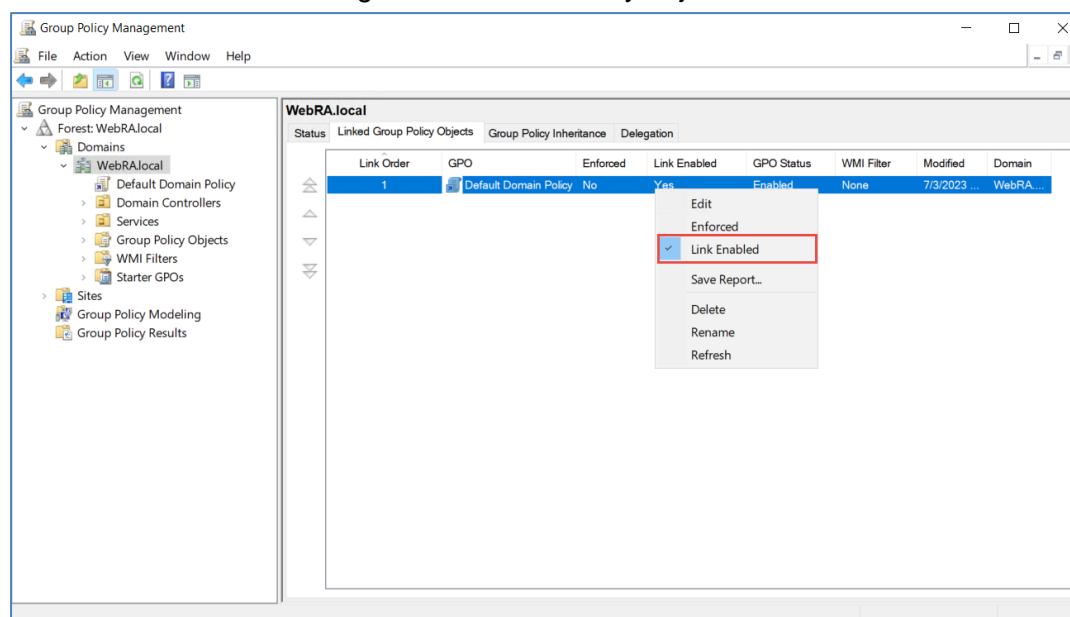 Group Policy Management
File Action View Window Help
Group Policy Management
Forest: WebRA.local
Domains
WebRA.local
Default Domain Policy
Domain Controllers
Services
Group Policy Objects
WMI Filters
Starter GPOs
Sites
Group Policy Modeling
Group Policy Results
WebRA.local
Status Linked Group Policy Objects Group Policy Inheritance Delegation
Link Order GPO Enforced Link Enabled GPO Status WMI Filter Modified Domain
1 Default Domain Policy No Yes Enabled None 7/3/2023 ... WebRA....
Edit
Enforced
Link Enabled
Save Report...
Delete
Rename
Refresh